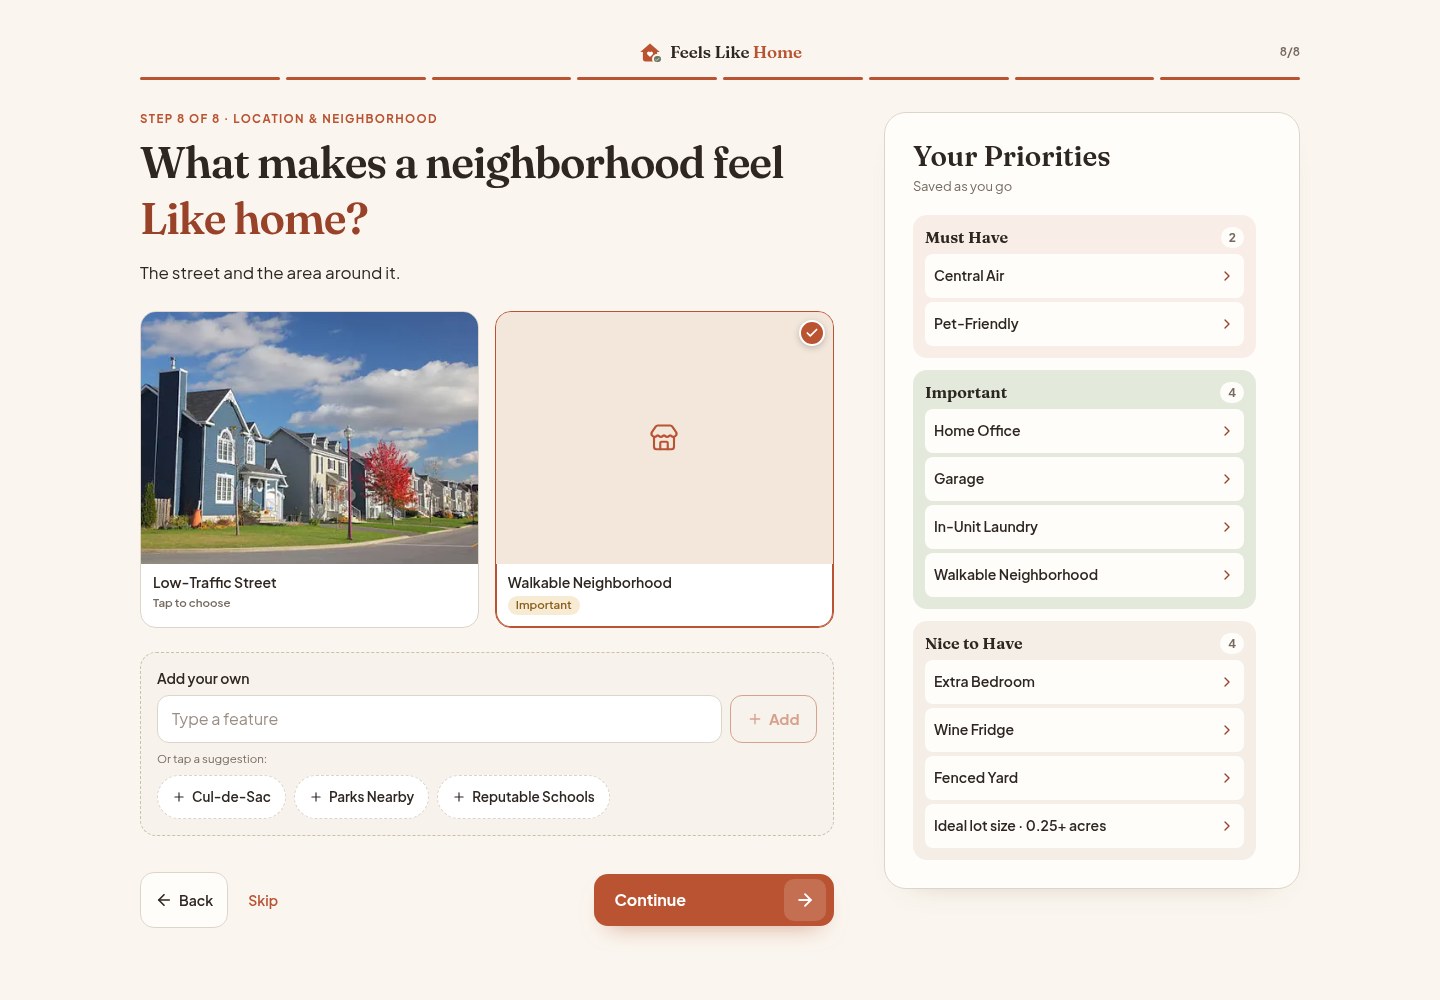 Feels Like Home
8/8
STEP 8 OF 8 · LOCATION & NEIGHBORHOOD
What makes a neighborhood feel
Like home?
The street and the area around it.
Low-Traffic Street
Tap to choose
Walkable Neighborhood
Important
Add your own
Type a feature
+ Add
Or tap a suggestion:
+ Cul-de-Sac
+ Parks Nearby
+ Reputable Schools
Back
Skip
Continue
Your Priorities
Saved as you go
Must Have
2
Central Air
Pet-Friendly
Important
4
Home Office
Garage
In-Unit Laundry
Walkable Neighborhood
Nice to Have
4
Extra Bedroom
Wine Fridge
Fenced Yard
Ideal lot size · 0.25+ acres